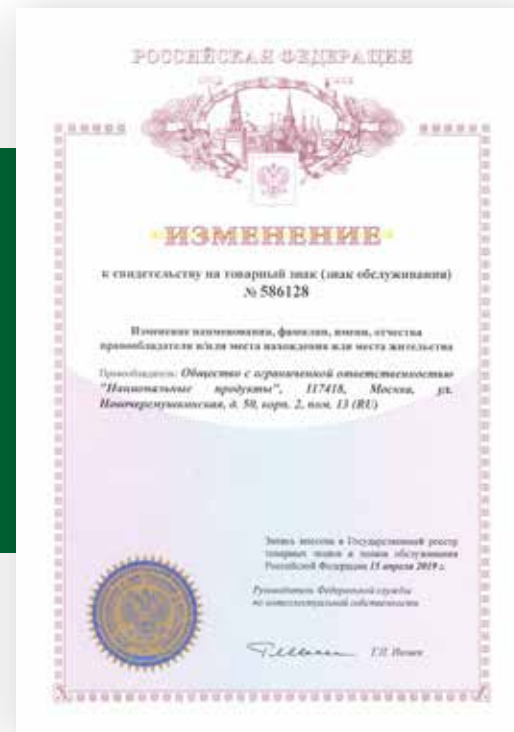 РОССИЙСКАЯ ФЕДЕРАЦИЯ
ИЗМЕНЕНИЕ
к свидетельству на товарный знак (знак обслуживания)
№ 586128
Изменение наименования, фамилии, имени, отчества
правообладателя и/или места нахождения или места жительства
Правообладатель: Общество с ограниченной ответственностью
"Национальные продукты", 117418, Москва, ул.
Новочеремушкинская, д. 50, корп. 2, пом. 13 (RU)
Запись внесена в Государственный реестр
товарных знаков и знаков обслуживания
Российской Федерации 15 апреля 2019 г.
Руководитель Федеральной службы
по интеллектуальной собственности
Г.П. Ивлиев